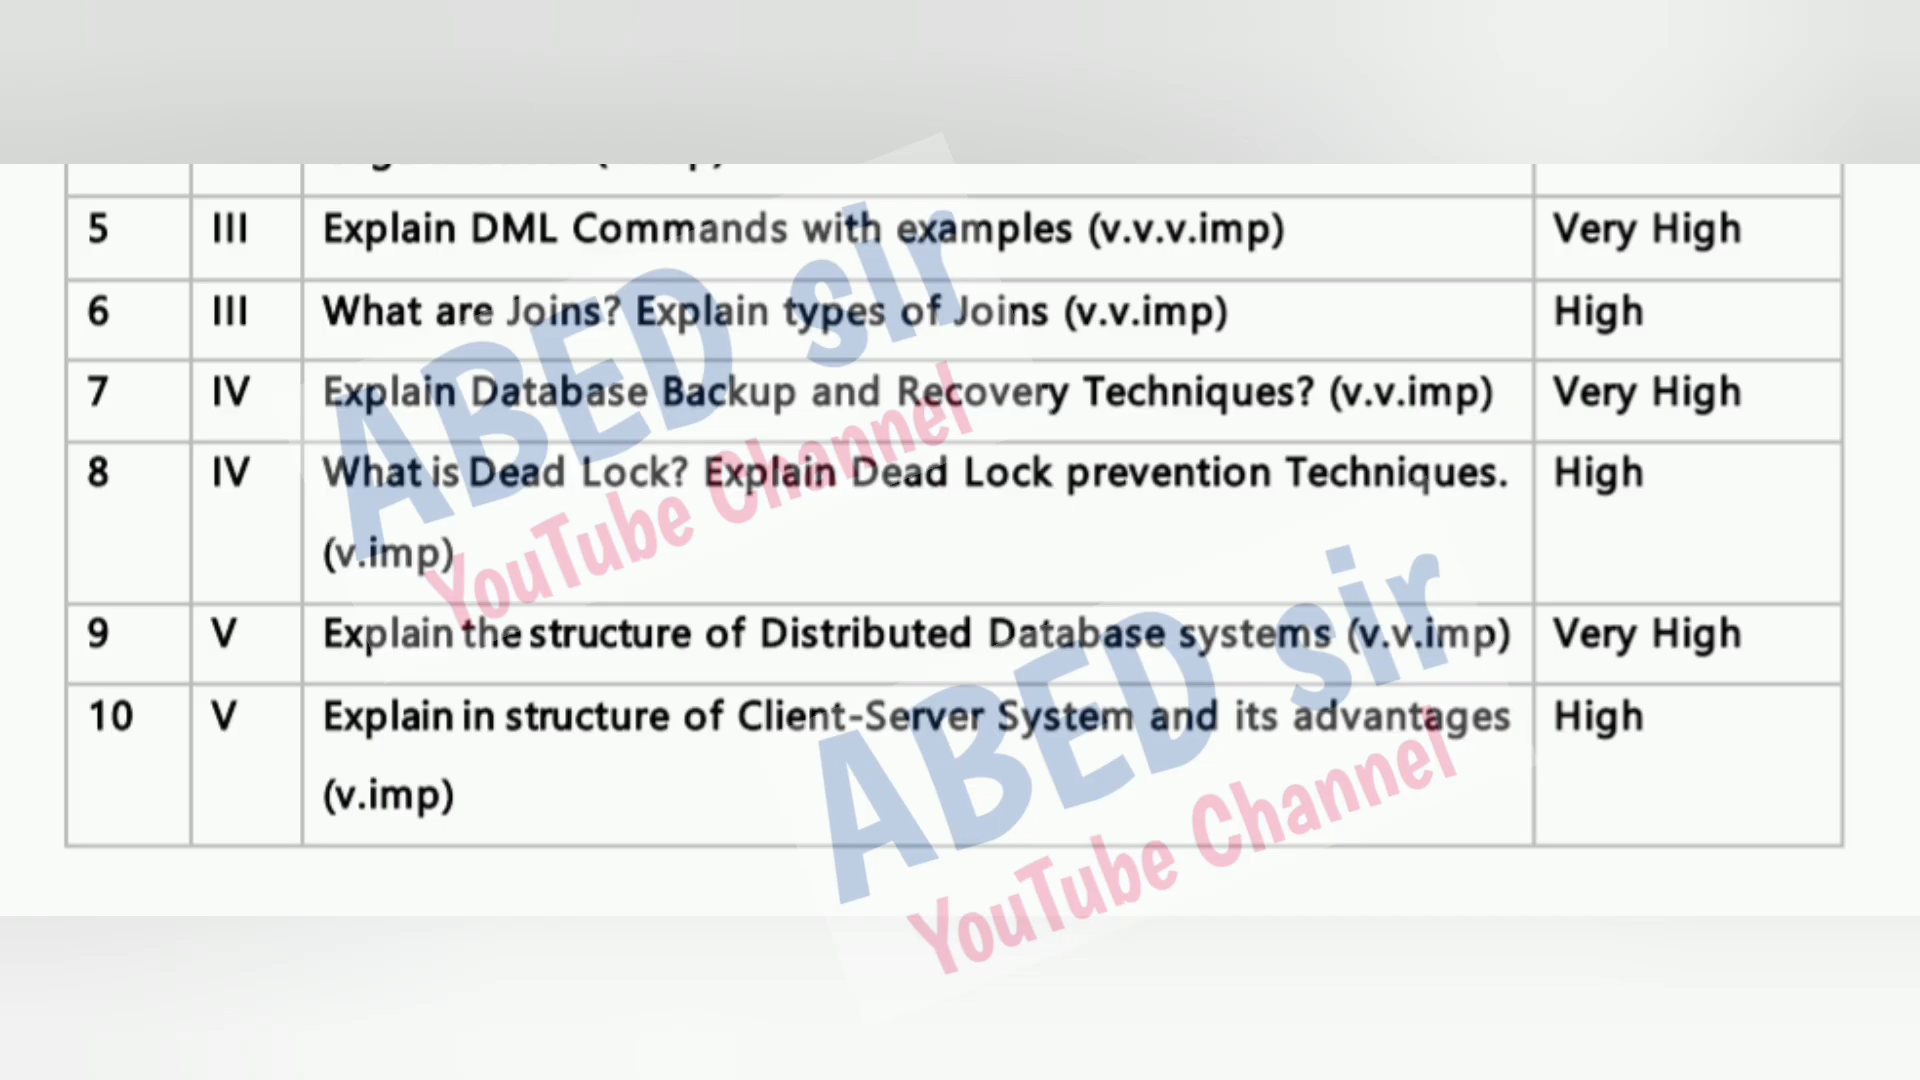 5 III Explain DML Commands with examples (v.v.v.imp) Very High
6 III What are Joins? Explain types of Joins (v.v.imp) High
7 IV Explain Database Backup and Recovery Techniques? (v.v.imp) Very High
8 IV What is Dead Lock? Explain Dead Lock prevention Techniques. High
(v.imp)
9 V Explain the structure of Distributed Database systems (v.v.imp) Very High
10 V Explain in structure of Client-Server System and its advantages High
(v.imp)
ABED sir
YouTube Channel
ABED sir
YouTube Channel